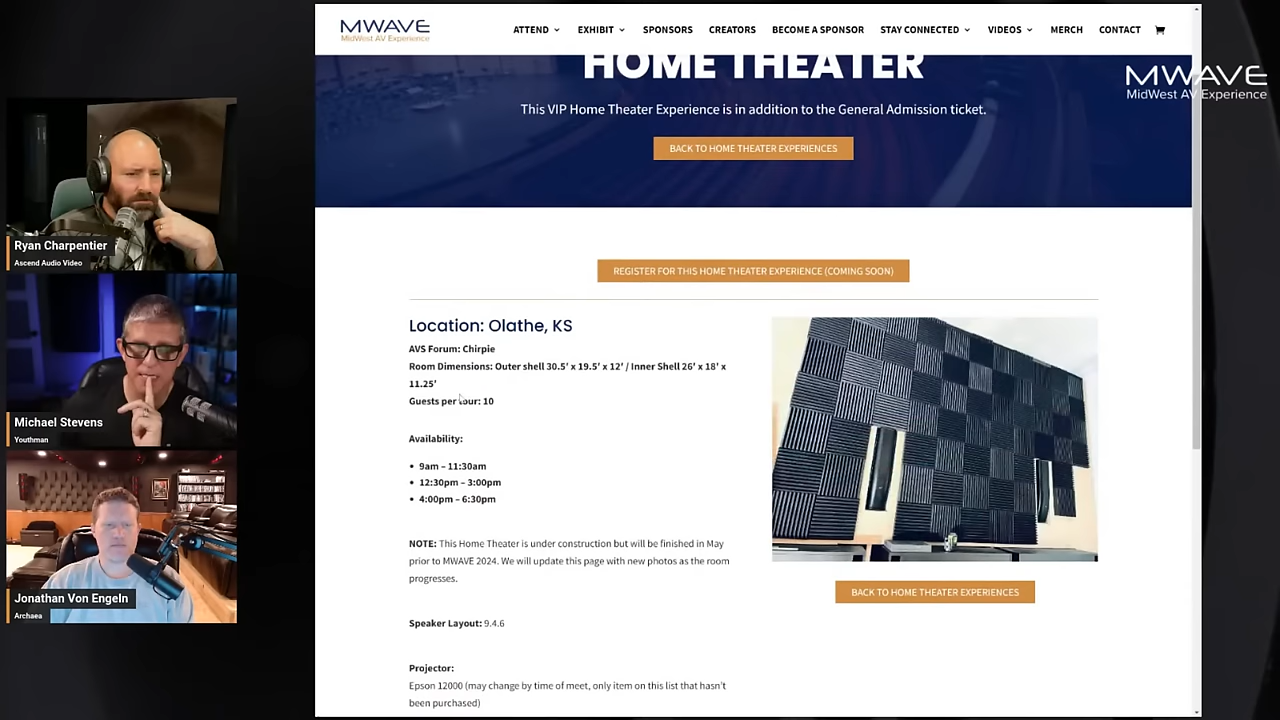 MWAVE
MidWest AV Experience
ATTEND
EXHIBIT
SPONSORS
CREATORS
BECOME A SPONSOR
STAY CONNECTED
VIDEOS
MERCH
CONTACT
HOME THEATER
This VIP Home Theater Experience is in addition to the General Admission ticket.
BACK TO HOME THEATER EXPERIENCES
MWAVE
MidWest AV Experience
Ryan Charpentier
Ascend Audio Video
Michael Stevens
Youthman
Jonathan Von Engeln
Archaea
REGISTER FOR THIS HOME THEATER EXPERIENCE (COMING SOON)
Location: Olathe, KS
AVS Forum: Chirpie
Room Dimensions: Outer shell 30.5′ x 19.5′ x 12′ / Inner Shell 26′ x 18′ x
11.25′
Guests per tour: 10
Availability:
• 9am – 11:30am
• 12:30pm – 3:00pm
• 4:00pm – 6:30pm
NOTE: This Home Theater is under construction but will be finished in May
prior to MWAVE 2024. We will update this page with new photos as the room
progresses.
Speaker Layout: 9.4.6
Projector:
Epson 12000 (may change by time of meet, only item on this list that hasn’t
been purchased)
BACK TO HOME THEATER EXPERIENCES